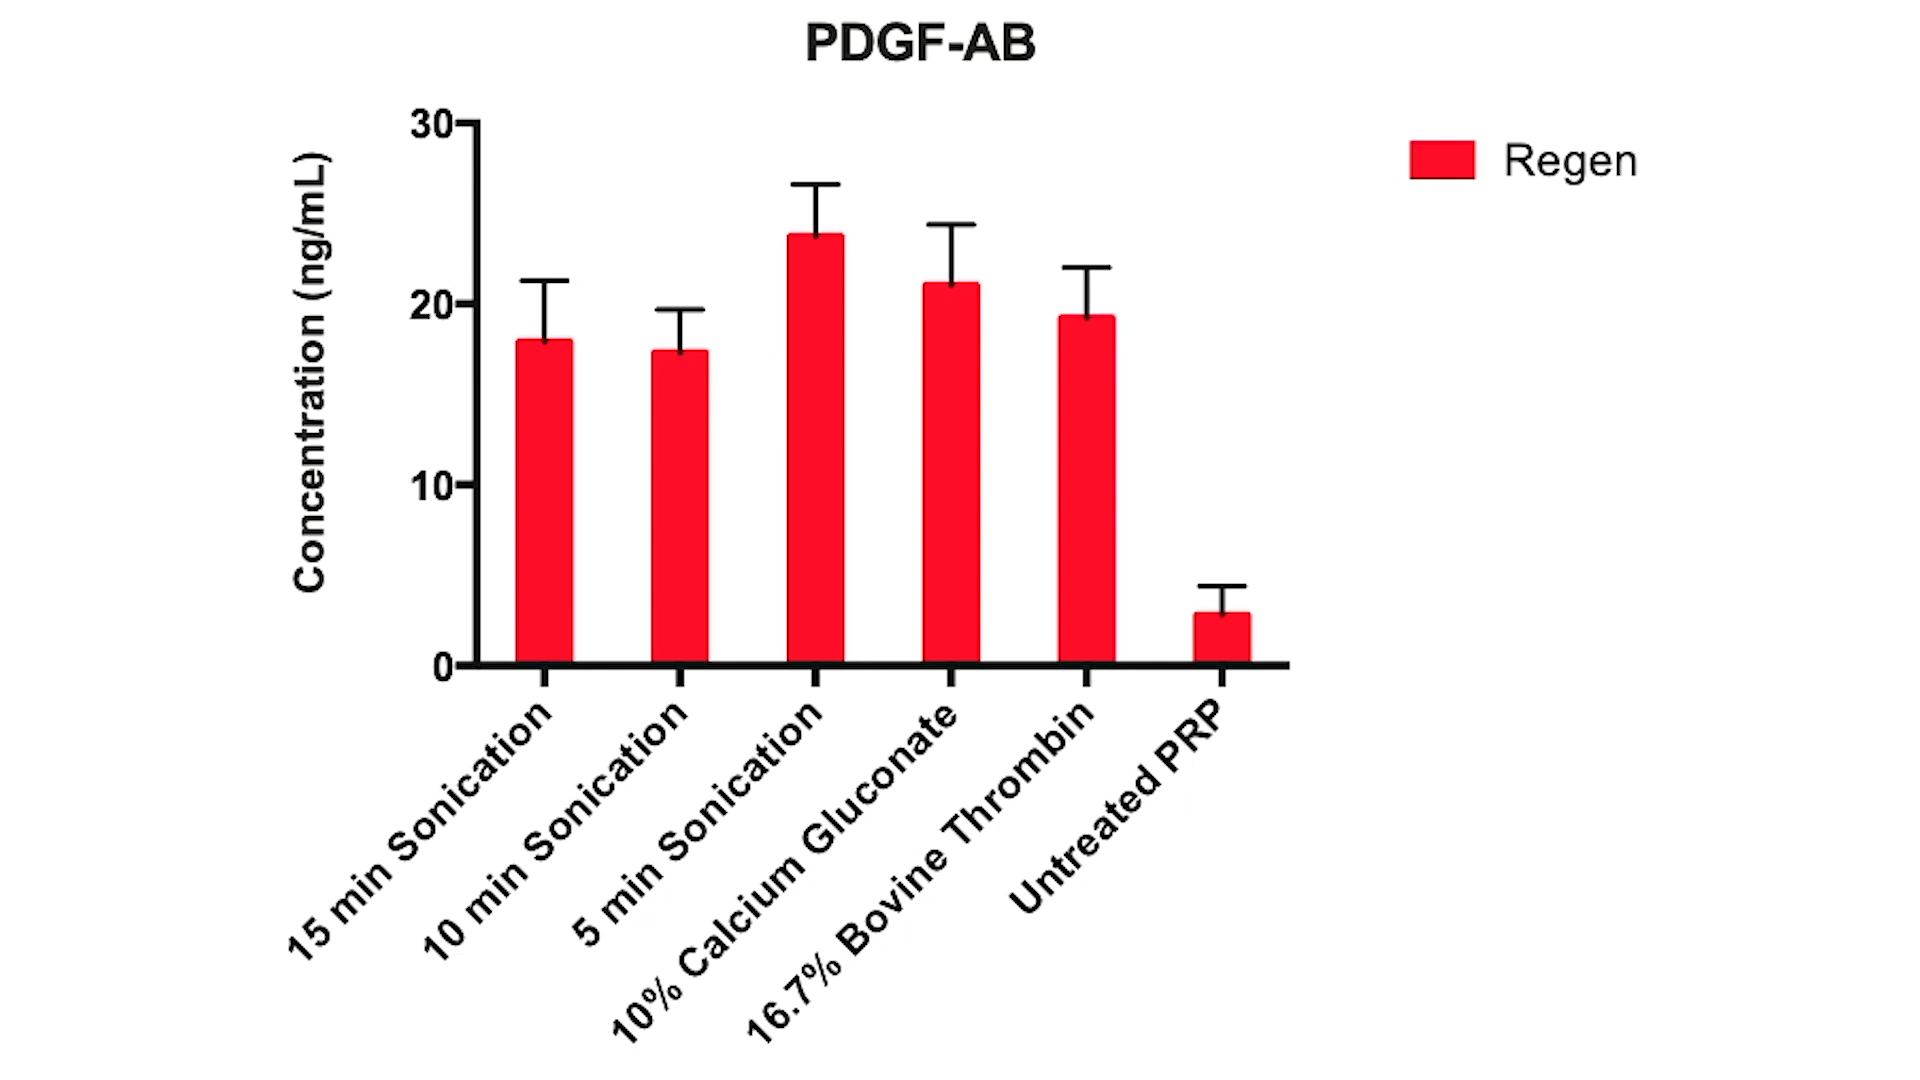 PDGF-AB
Concentration (ng/mL)
30
20
10
0
Regen
15 min Sonication
10 min Sonication
5 min Sonication
10% Calcium Gluconate
16.7% Bovine Thrombin
Untreated PRP